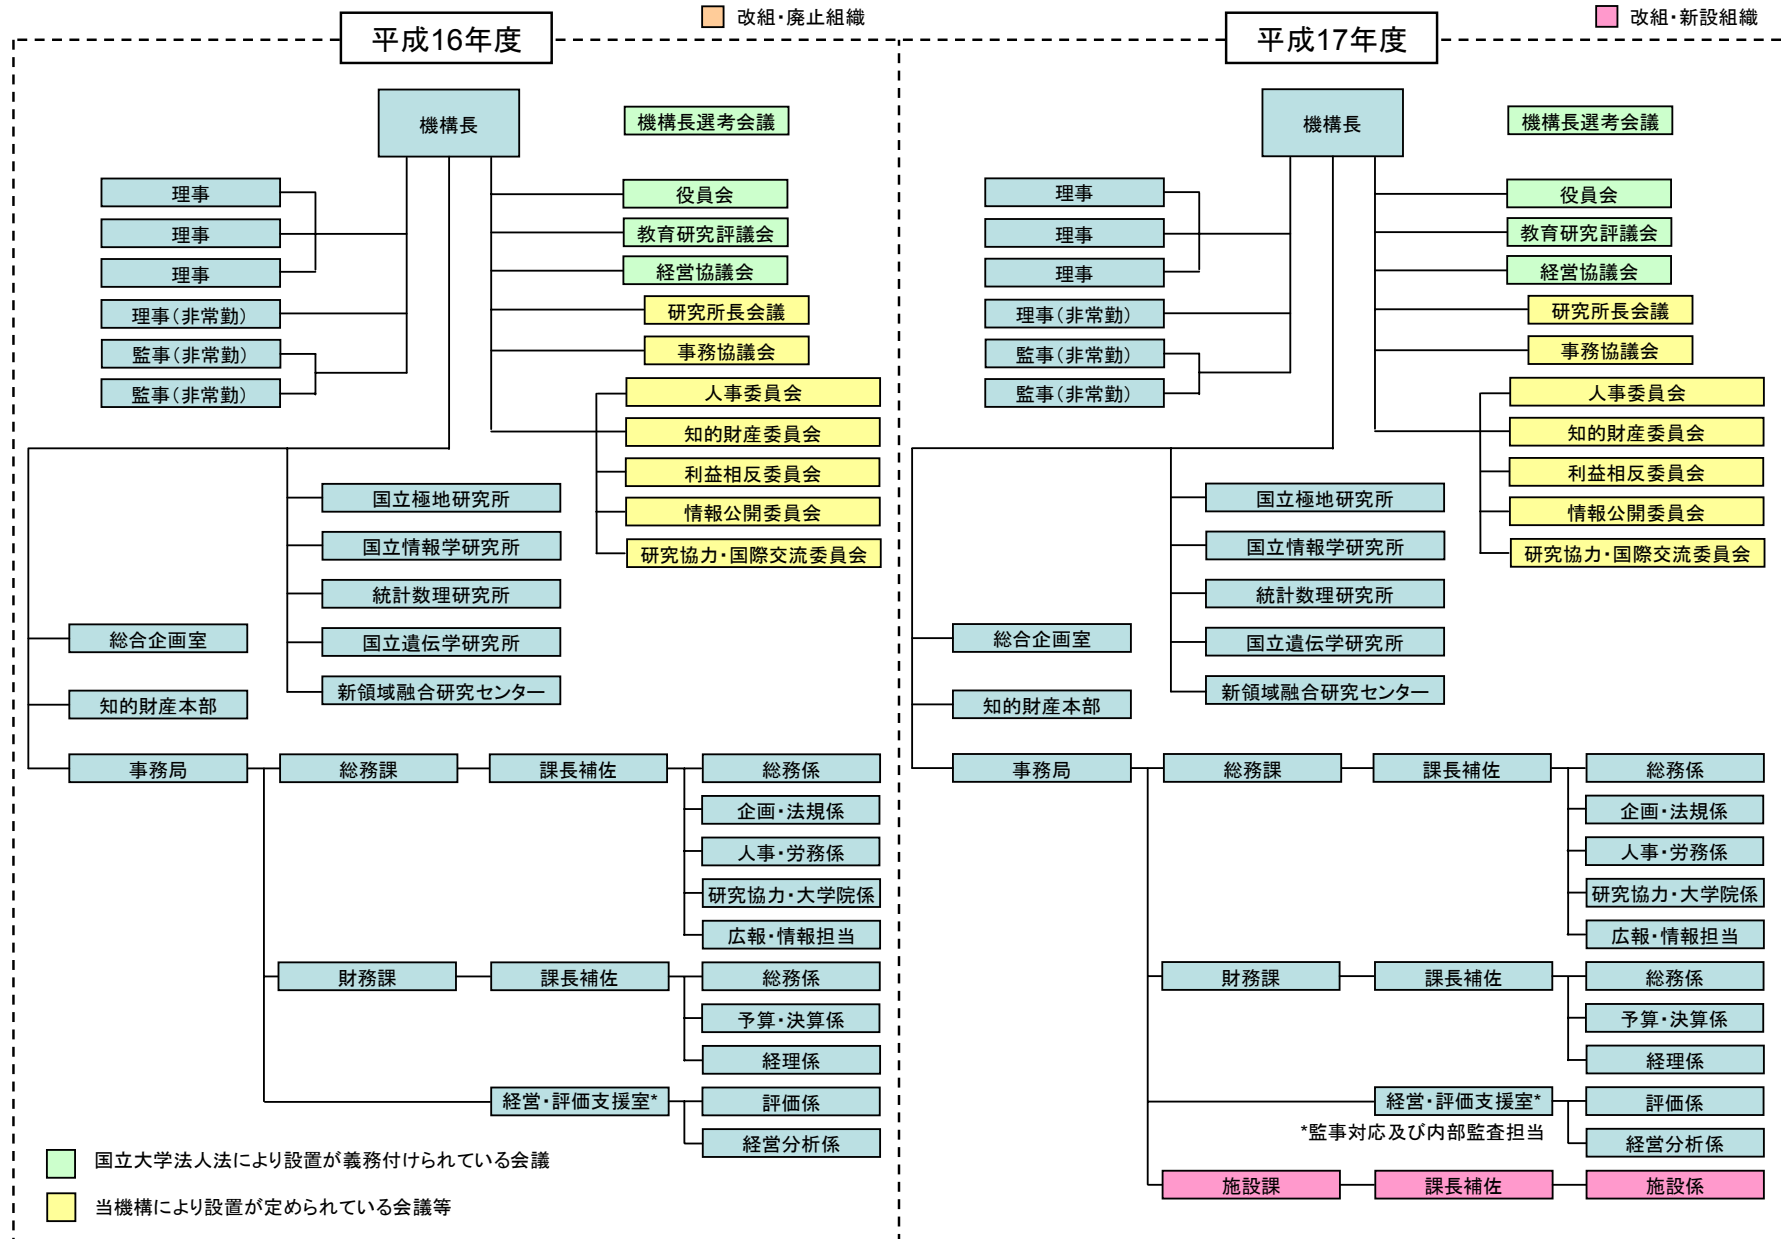 改組・廃止組織
平成16年度
機構長
機構長選考会議
理事
理事
理事
理事(非常勤)
監事(非常勤)
監事(非常勤)
役員会
教育研究評議会
経営協議会
研究所長会議
事務協議会
人事委員会
知的財産委員会
利益相反委員会
情報公開委員会
研究協力・国際交流委員会
国立極地研究所
国立情報学研究所
統計数理研究所
国立遺伝学研究所
新領域融合研究センター
総合企画室
知的財産本部
事務局
総務課
課長補佐
総務係
企画・法規係
人事・労務係
研究協力・大学院係
広報・情報担当
財務課
課長補佐
総務係
予算・決算係
経理係
経営・評価支援室*
評価係
経営分析係
国立大学法人法により設置が義務付けられている会議
当機構により設置が定められている会議等
改組・新設組織
平成17年度
機構長
機構長選考会議
理事
理事
理事
理事(非常勤)
監事(非常勤)
監事(非常勤)
役員会
教育研究評議会
経営協議会
研究所長会議
事務協議会
人事委員会
知的財産委員会
利益相反委員会
情報公開委員会
研究協力・国際交流委員会
国立極地研究所
国立情報学研究所
統計数理研究所
国立遺伝学研究所
新領域融合研究センター
総合企画室
知的財産本部
事務局
総務課
課長補佐
総務係
企画・法規係
人事・労務係
研究協力・大学院係
広報・情報担当
財務課
課長補佐
総務係
予算・決算係
経理係
経営・評価支援室*
*監事対応及び内部監査担当
評価係
経営分析係
施設課
課長補佐
施設係